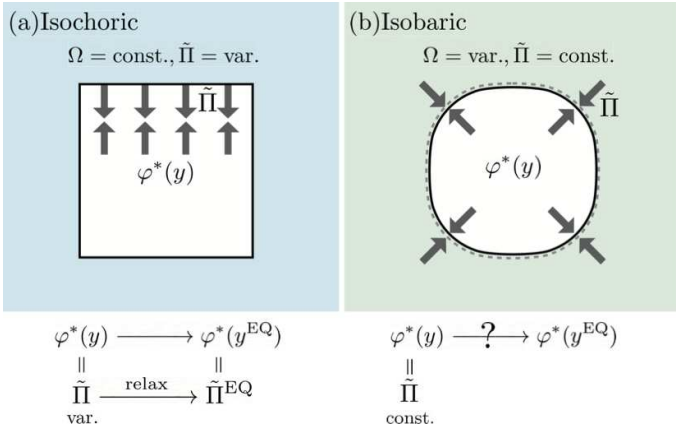 (a)Isochoric
Ω = const., Π̃ = var.
Π̃
φ*(y)
φ*(y) ⟶ φ*(y^EQ)
|| ||
Π̃ relax ⟶ Π̃^EQ
var.
(b)Isobaric
Ω = var., Π̃ = const.
Π̃
φ*(y)
φ*(y) ? ⟶ φ*(y^EQ)
||
Π̃
const.